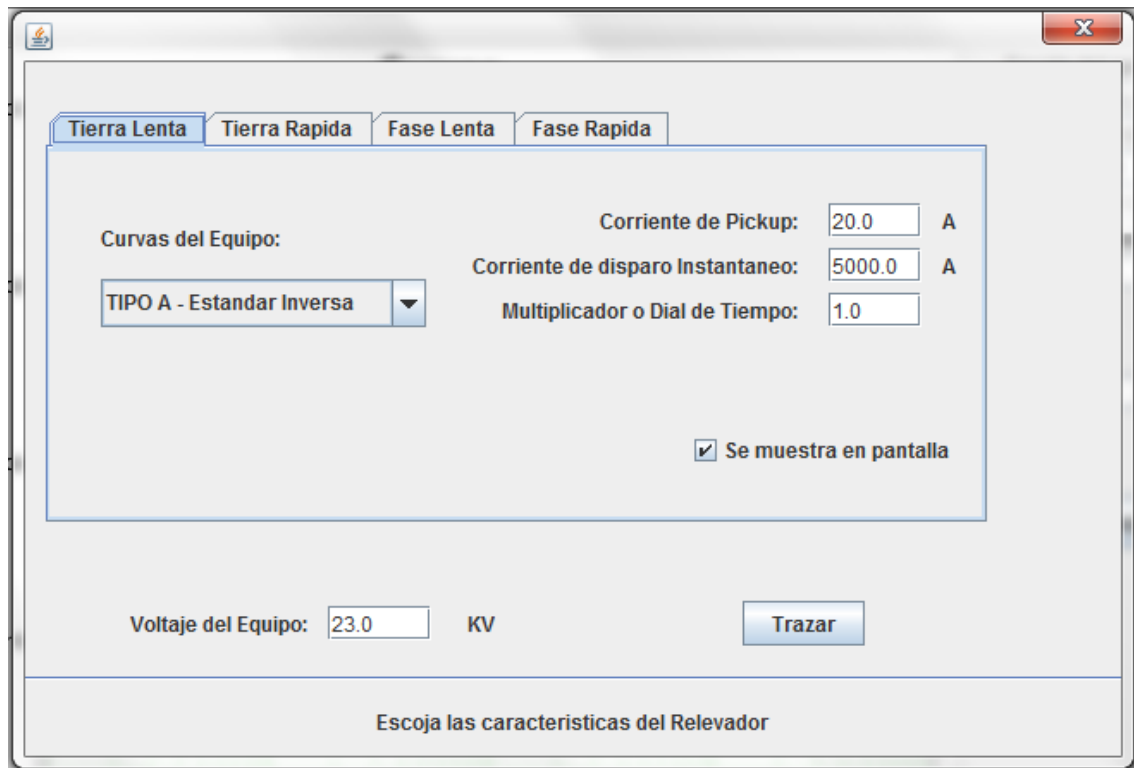 Tierra Lenta Tierra Rapida Fase Lenta Fase Rapida
Curvas del Equipo:
TIPO A - Estandar Inversa
Corriente de Pickup: 20.0 A
Corriente de disparo Instantaneo: 5000.0 A
Multiplicador o Dial de Tiempo: 1.0
Se muestra en pantalla
Voltaje del Equipo: 23.0 KV
Trazar
Escoja las caracteristicas del Relevador